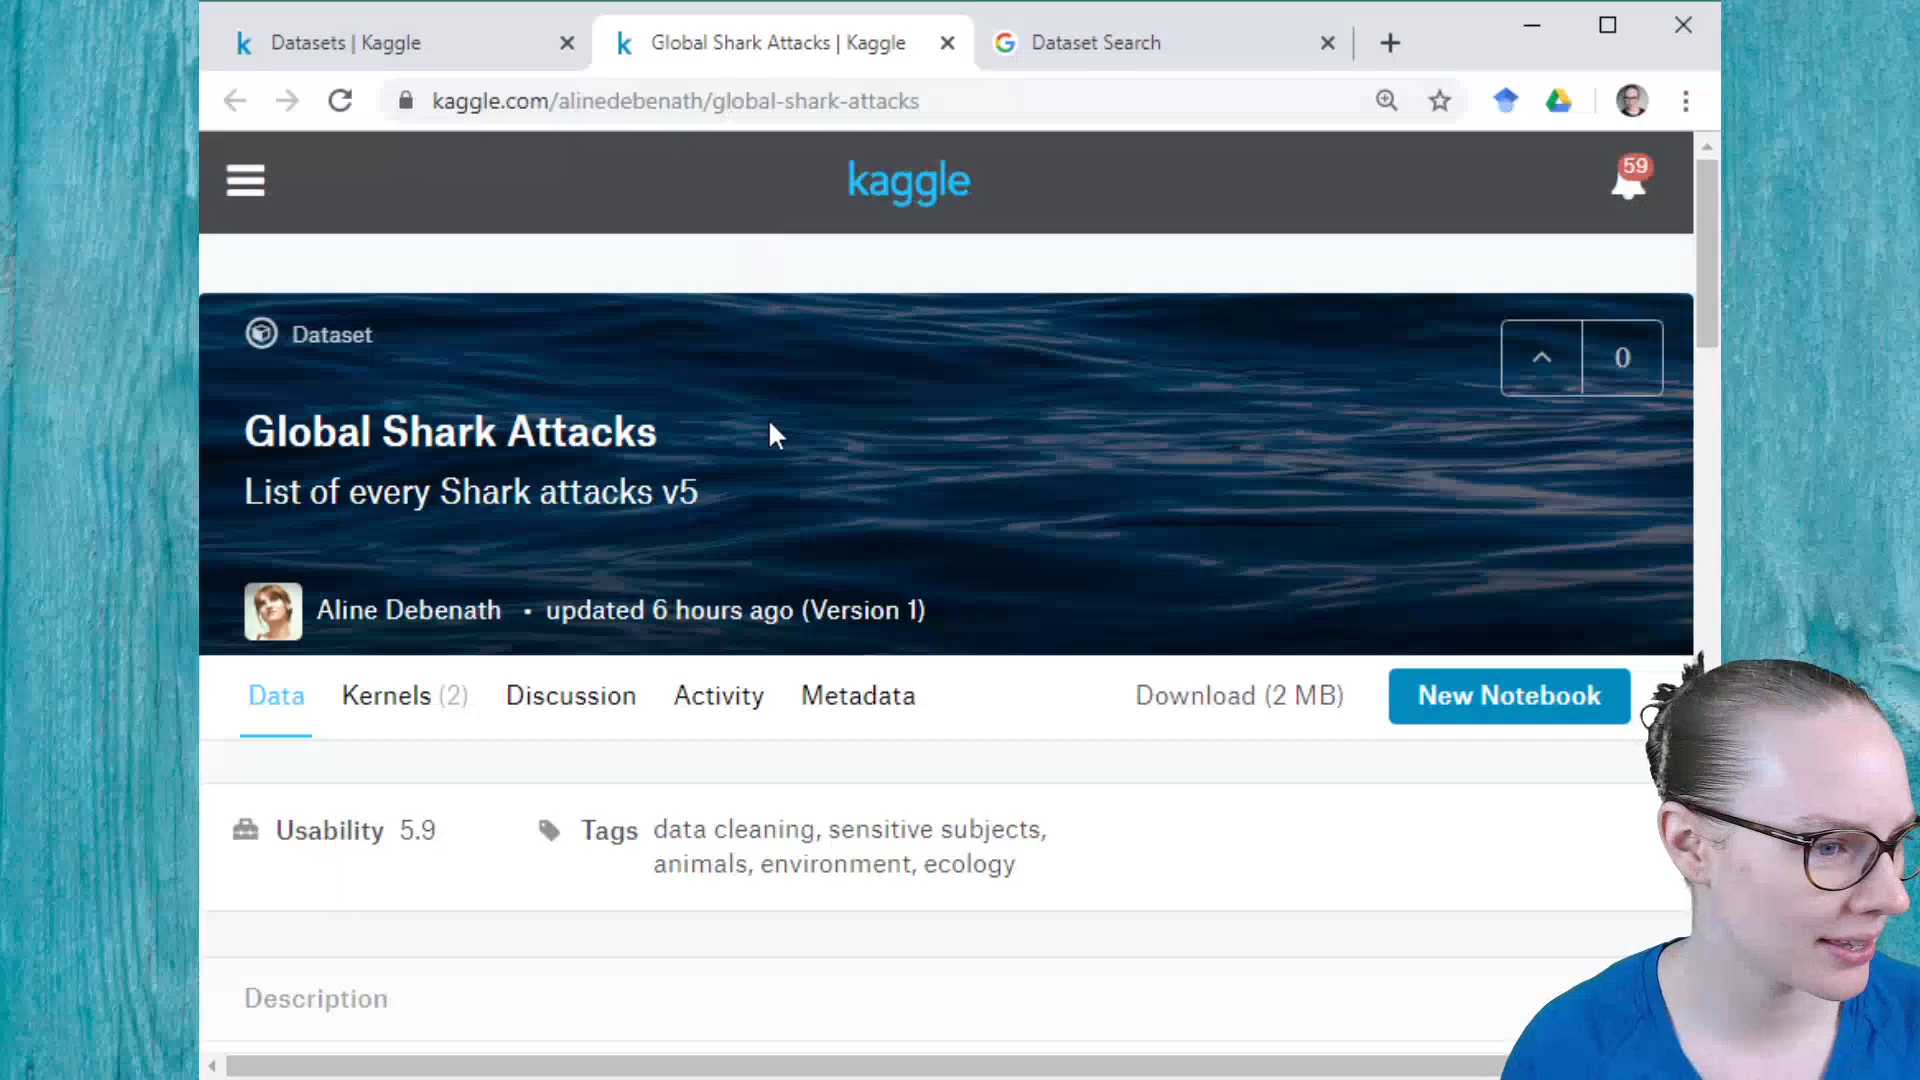 Datasets | Kaggle
Global Shark Attacks | Kaggle
Dataset Search
kaggle.com/alinedebenath/global-shark-attacks
kaggle
59
Dataset
0
Global Shark Attacks
List of every Shark attacks v5
Aline Debenath • updated 6 hours ago (Version 1)
Data
Kernels (2)
Discussion
Activity
Metadata
Download (2 MB)
New Notebook
Usability 5.9
Tags data cleaning, sensitive subjects,
animals, environment, ecology
Description